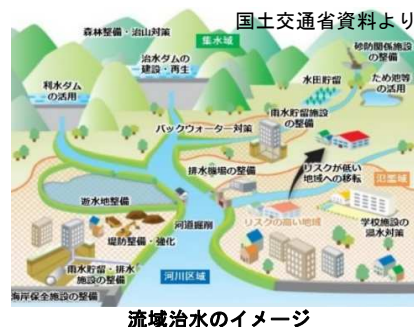 国土交通省資料より
森林整備・治山対策
集水域
砂防関係施設
の整備
治水ダムの
建設・再生
水田貯留
ため池等
の活用
利水ダム
の活用
雨水貯留施設
の整備
バックウォーター対策
排水機場の整備
リスクが低い
地域への移転
氾濫域
遊水地整備
河道掘削
リスクの高い地域
学校施設の
浸水対策
堤防整備・強化
雨水貯留・排水
施設の整備
河川区域
海岸保全施設の整備
流域治水のイメージ